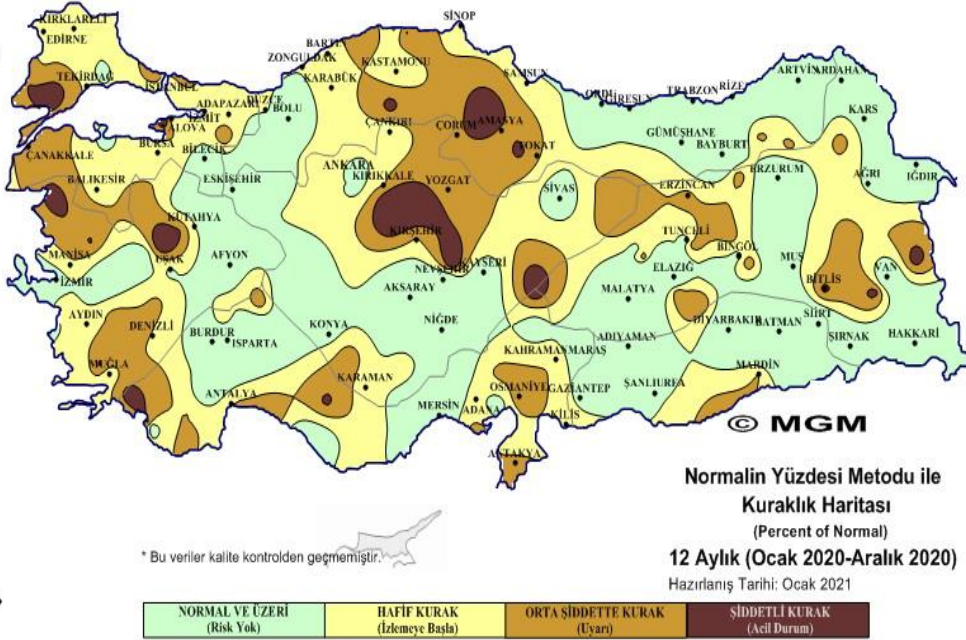 SİNOP
KIRKLARELİ
EDİRNE
BARTIN
ZONGULDAK
KASTAMONU
KARABÜK
TEKİRDAĞ
İSTANBUL
SAMSUN
ARTVİN
ARDAHAN
ORDU
GİRESUN
TRABZON
RİZE
DÜZCE
ADAPAZARI
BOLU
İZMİT
YALOVA
KARS
ÇANKIRI
ÇORUM
AMASYA
TOKAT
GÜMÜŞHANE
BAYBURT
BURSA
BİLECİK
ÇANAKKALE
ANKARA
KIRIKKALE
BALIKESİR
ESKİŞEHİR
YOZGAT
SİVAS
ERZİNCAN
ERZURUM
AĞRI
IĞDIR
KÜTAHYA
KIRŞEHİR
TUNCELİ
BİNGÖL
MANİSA
UŞAK
AFYON
NEVŞEHİR
KAYSERİ
ELAZIĞ
MUŞ
VAN
BİTLİS
İZMİR
AKSARAY
MALATYA
AYDIN
DENİZLİ
BURDUR
ISPARTA
KONYA
NİĞDE
ADIYAMAN
DİYARBAKIR
BATMAN
SİİRT
ŞIRNAK
HAKKARİ
KAHRAMANMARAŞ
MUĞLA
MARDİN
ANTALYA
KARAMAN
OSMANİYE
GAZİANTEP
ŞANLIURFA
MERSİN
ADANA
KİLİS
ANTAKYA
© MGM
Normalin Yüzdesi Metodu ile
Kuraklık Haritası
(Percent of Normal)
12 Aylık (Ocak 2020-Aralık 2020)
Hazırlanış Tarihi: Ocak 2021
* Bu veriler kalite kontrolden geçmemiştir.
NORMAL VE ÜZERİ
(Risk Yok)
HAFİF KURAK
(İzlemeye Başla)
ORTA ŞİDDETTE KURAK
(Uyarı)
ŞİDDETLİ KURAK
(Acil Durum)